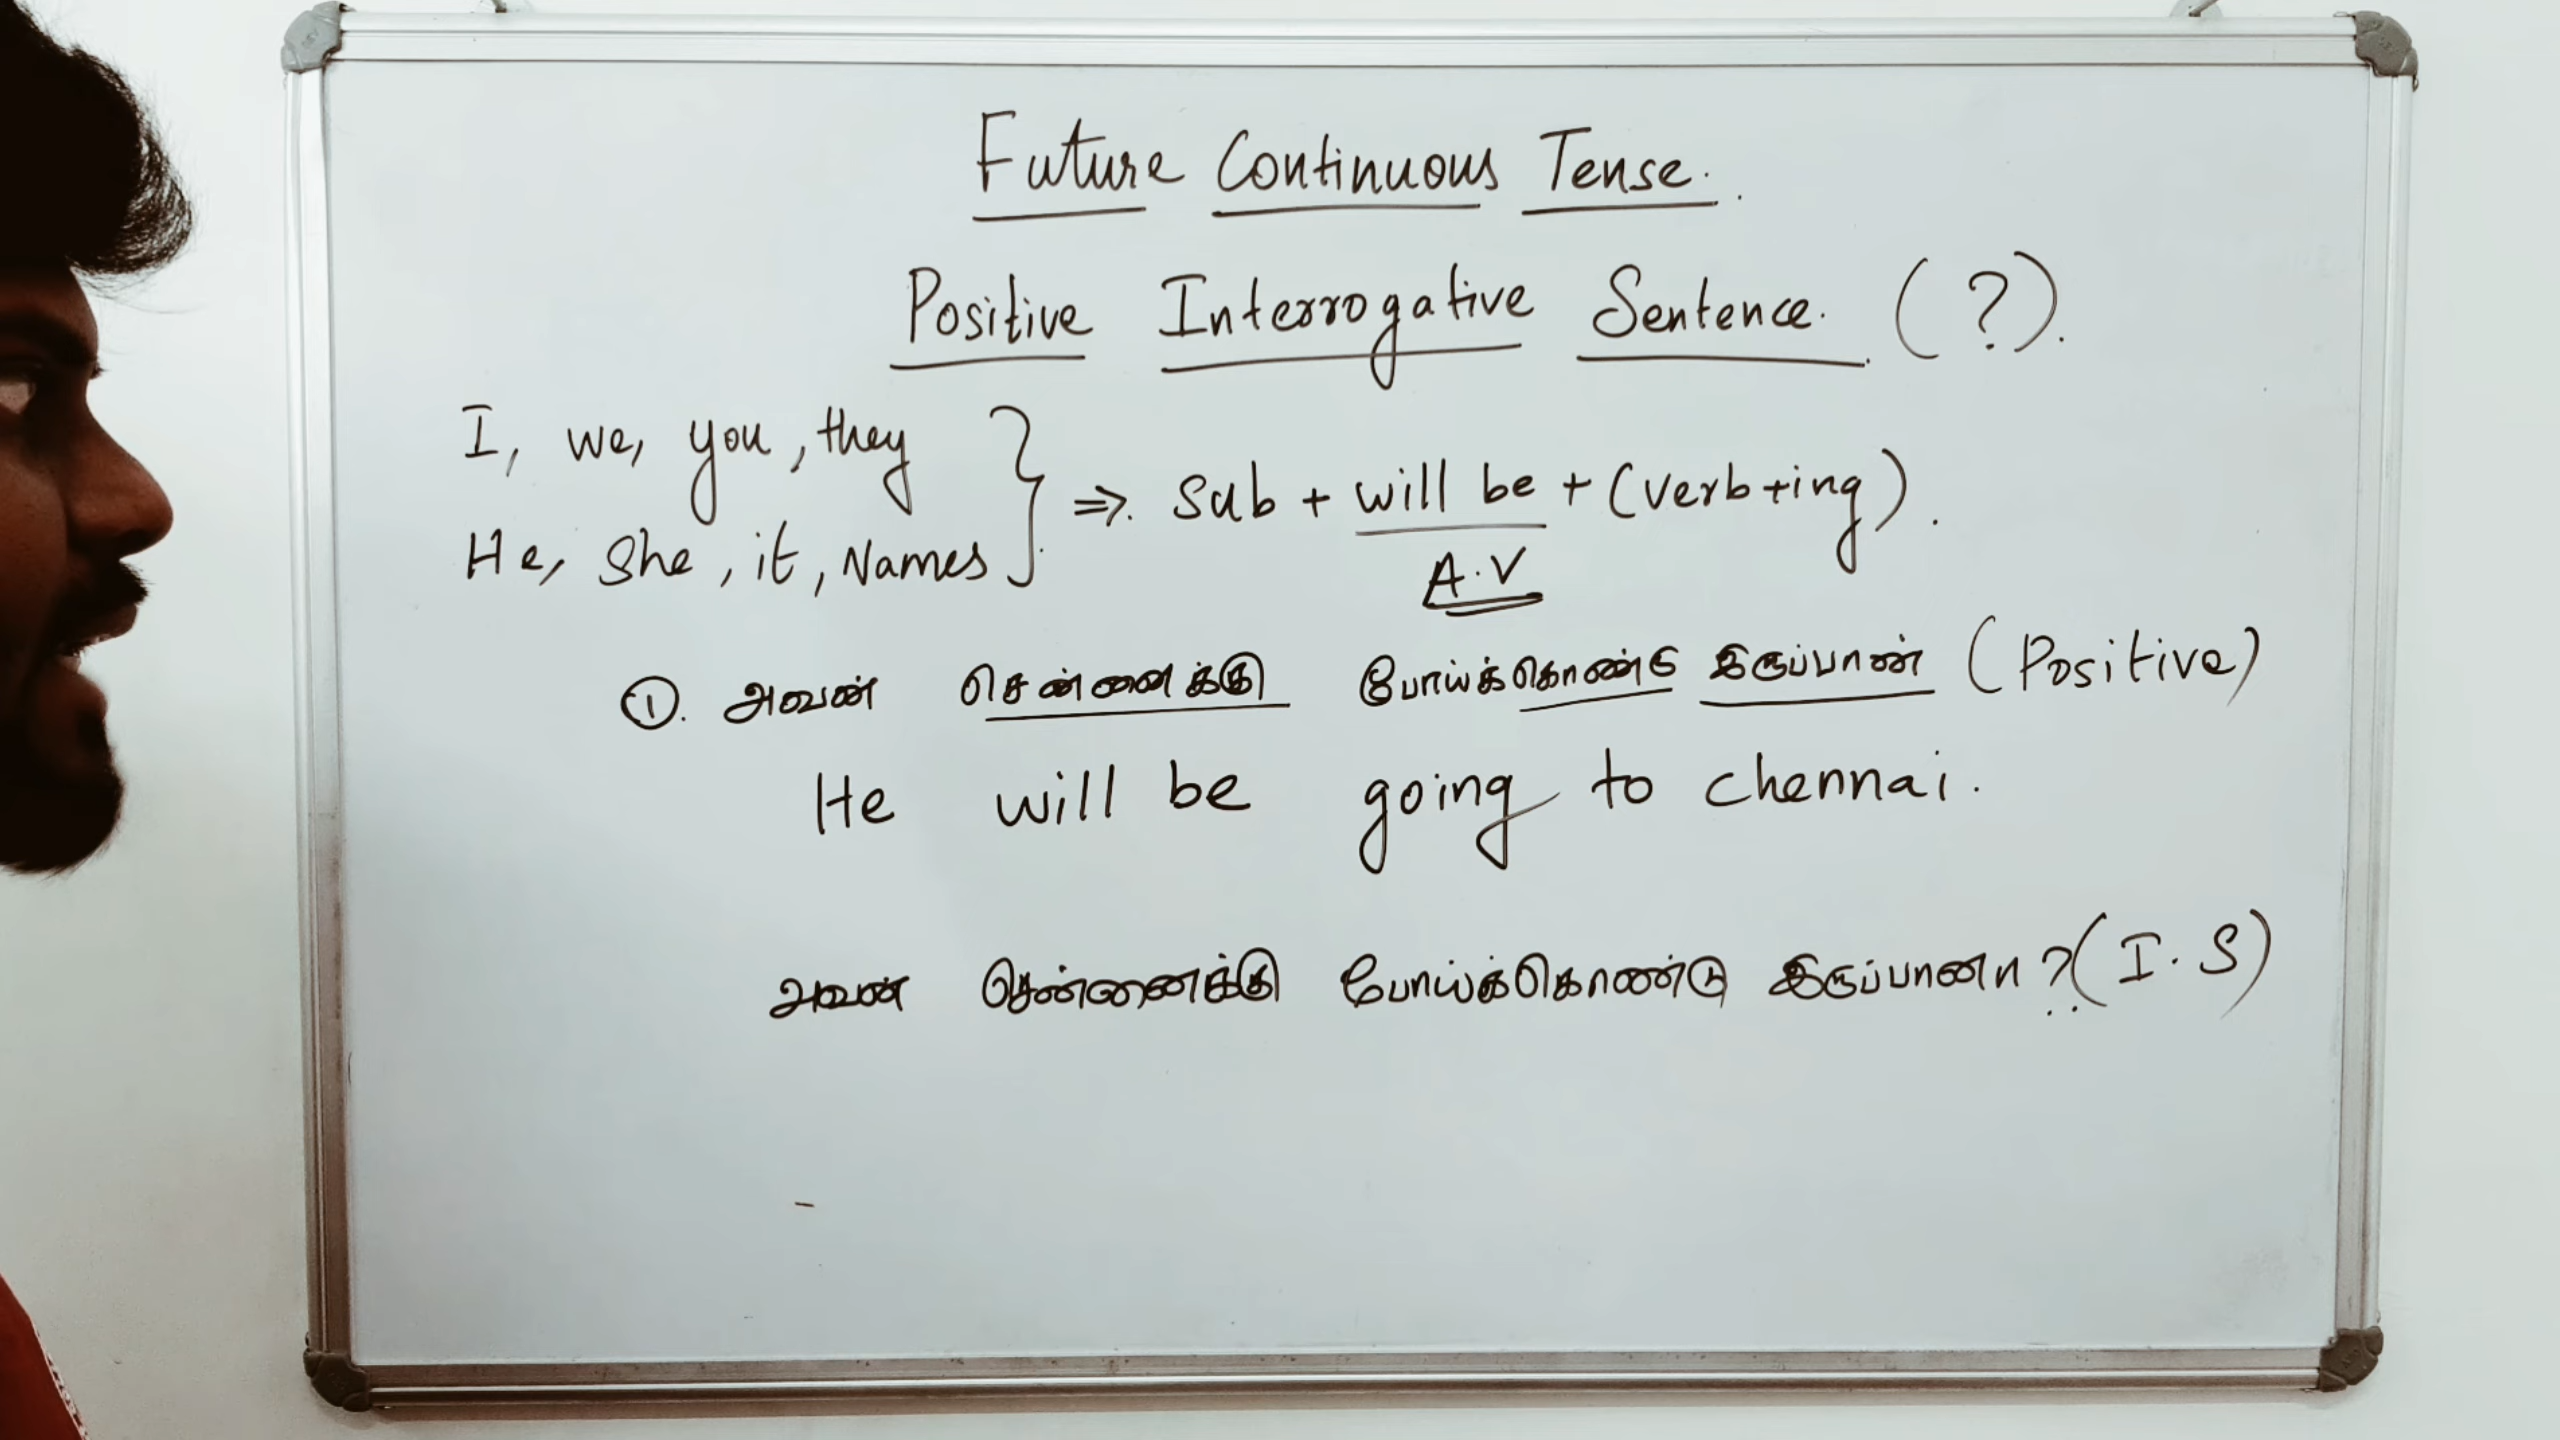 Future Continuous Tense.
Positive Interrogative Sentence. (?).
I, we, you, they
He, She, it, Names
} ⇒ Sub + will be + (verb+ing).
A.V
①. அவன் சென்னைக்கு போய்க்கொண்டு இருப்பான் (Positive)
He will be going to chennai.
அவன் சென்னைக்கு போய்க்கொண்டு இருப்பானா? (I.S)